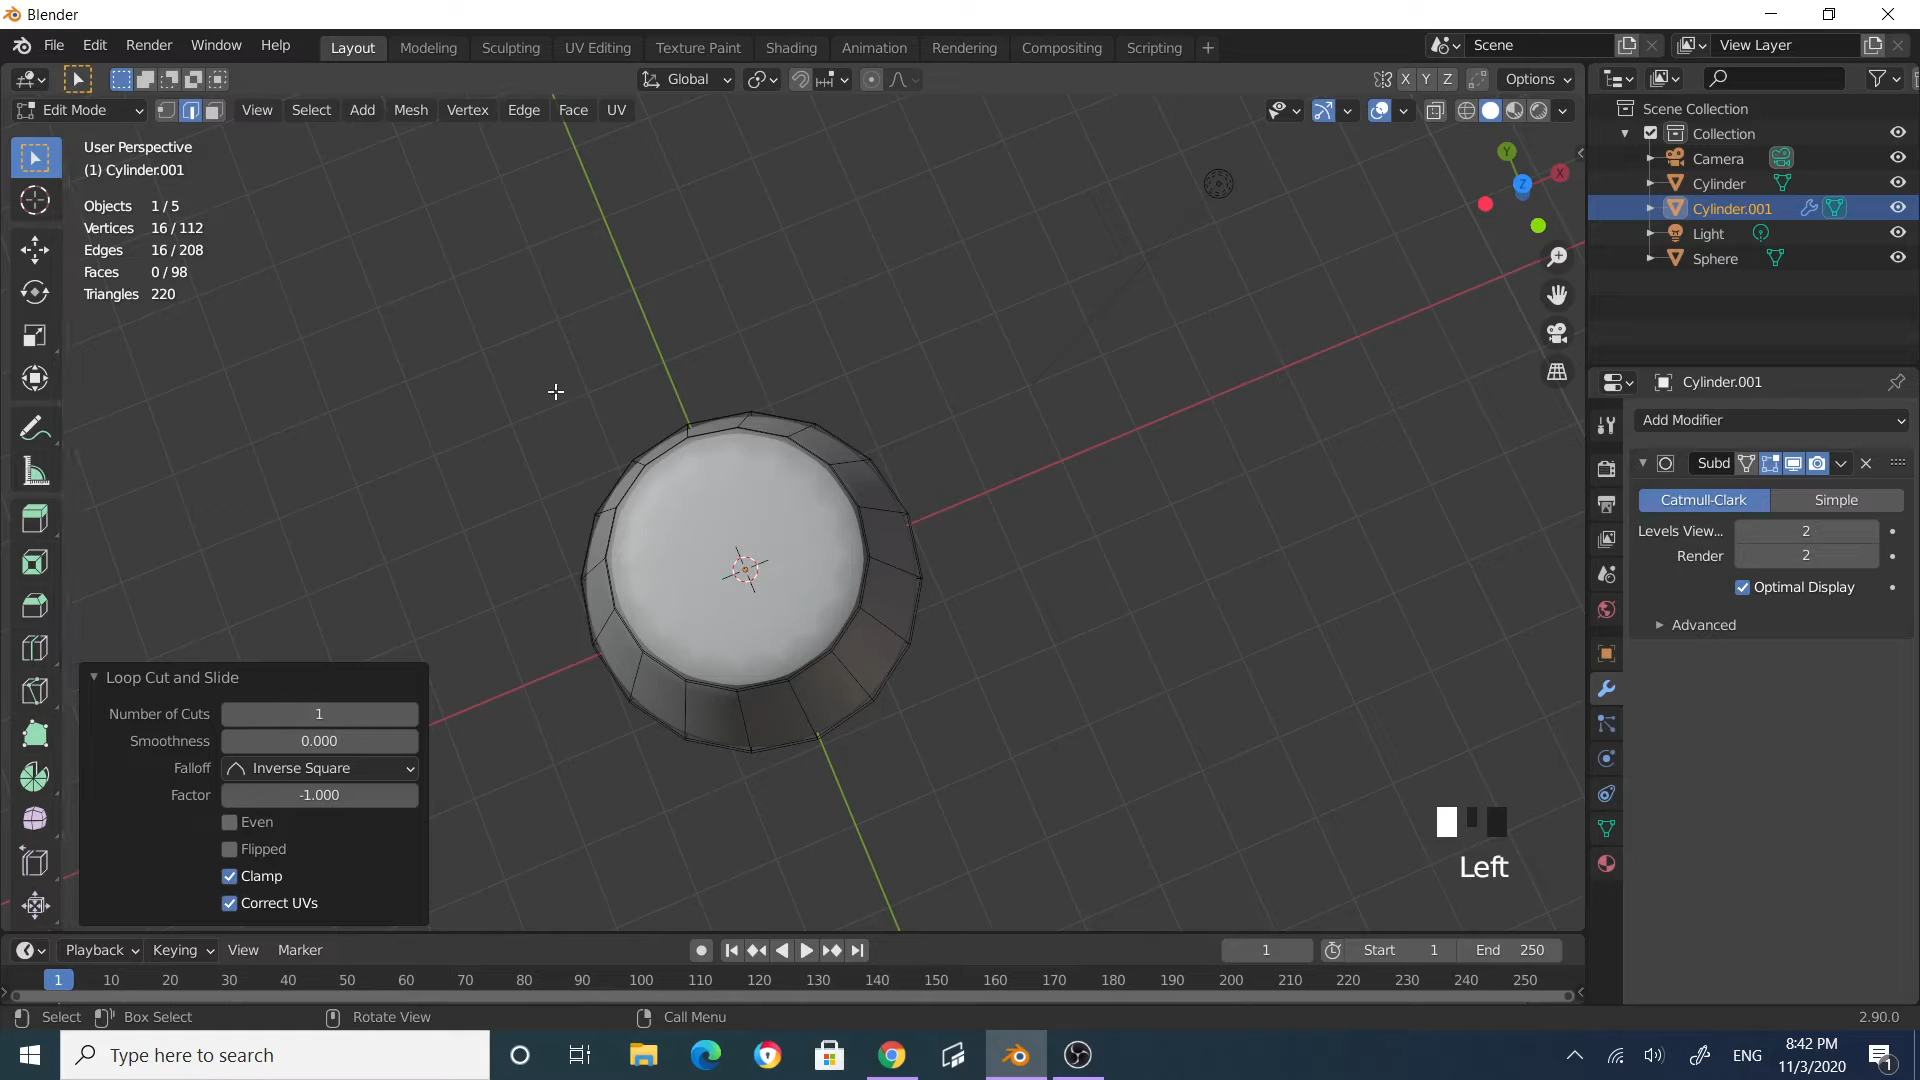 Blender
File Edit Render Window Help Layout Modeling Sculpting UV Editing Texture Paint Shading Animation Rendering Compositing Scripting + Scene View Layer
Global X Y Z Options
Edit Mode View Select Add Mesh Vertex Edge Face UV
Scene Collection
Collection
Camera
Cylinder
Cylinder.001
Light
Sphere
User Perspective
(1) Cylinder.001
Objects 1 / 5
Vertices 16 / 112
Edges 16 / 208
Faces 0 / 98
Triangles 220
Y
X
Z
Cylinder.001
Add Modifier
Subd
Catmull-Clark Simple
Levels View... 2
Render 2
Optimal Display
Advanced
Loop Cut and Slide
Number of Cuts 1
Smoothness 0.000
Falloff Inverse Square
Factor -1.000
Even
Flipped
Clamp
Correct UVs
Left
Playback Keying View Marker 1 Start 1 End 250
1 10 20 30 40 50 60 70 80 90 100 110 120 130 140 150 160 170 180 190 200 210 220 230 240 250
Select Box Select Rotate View Call Menu 2.90.0
Type here to search
ENG
8:42 PM
11/3/2020
1